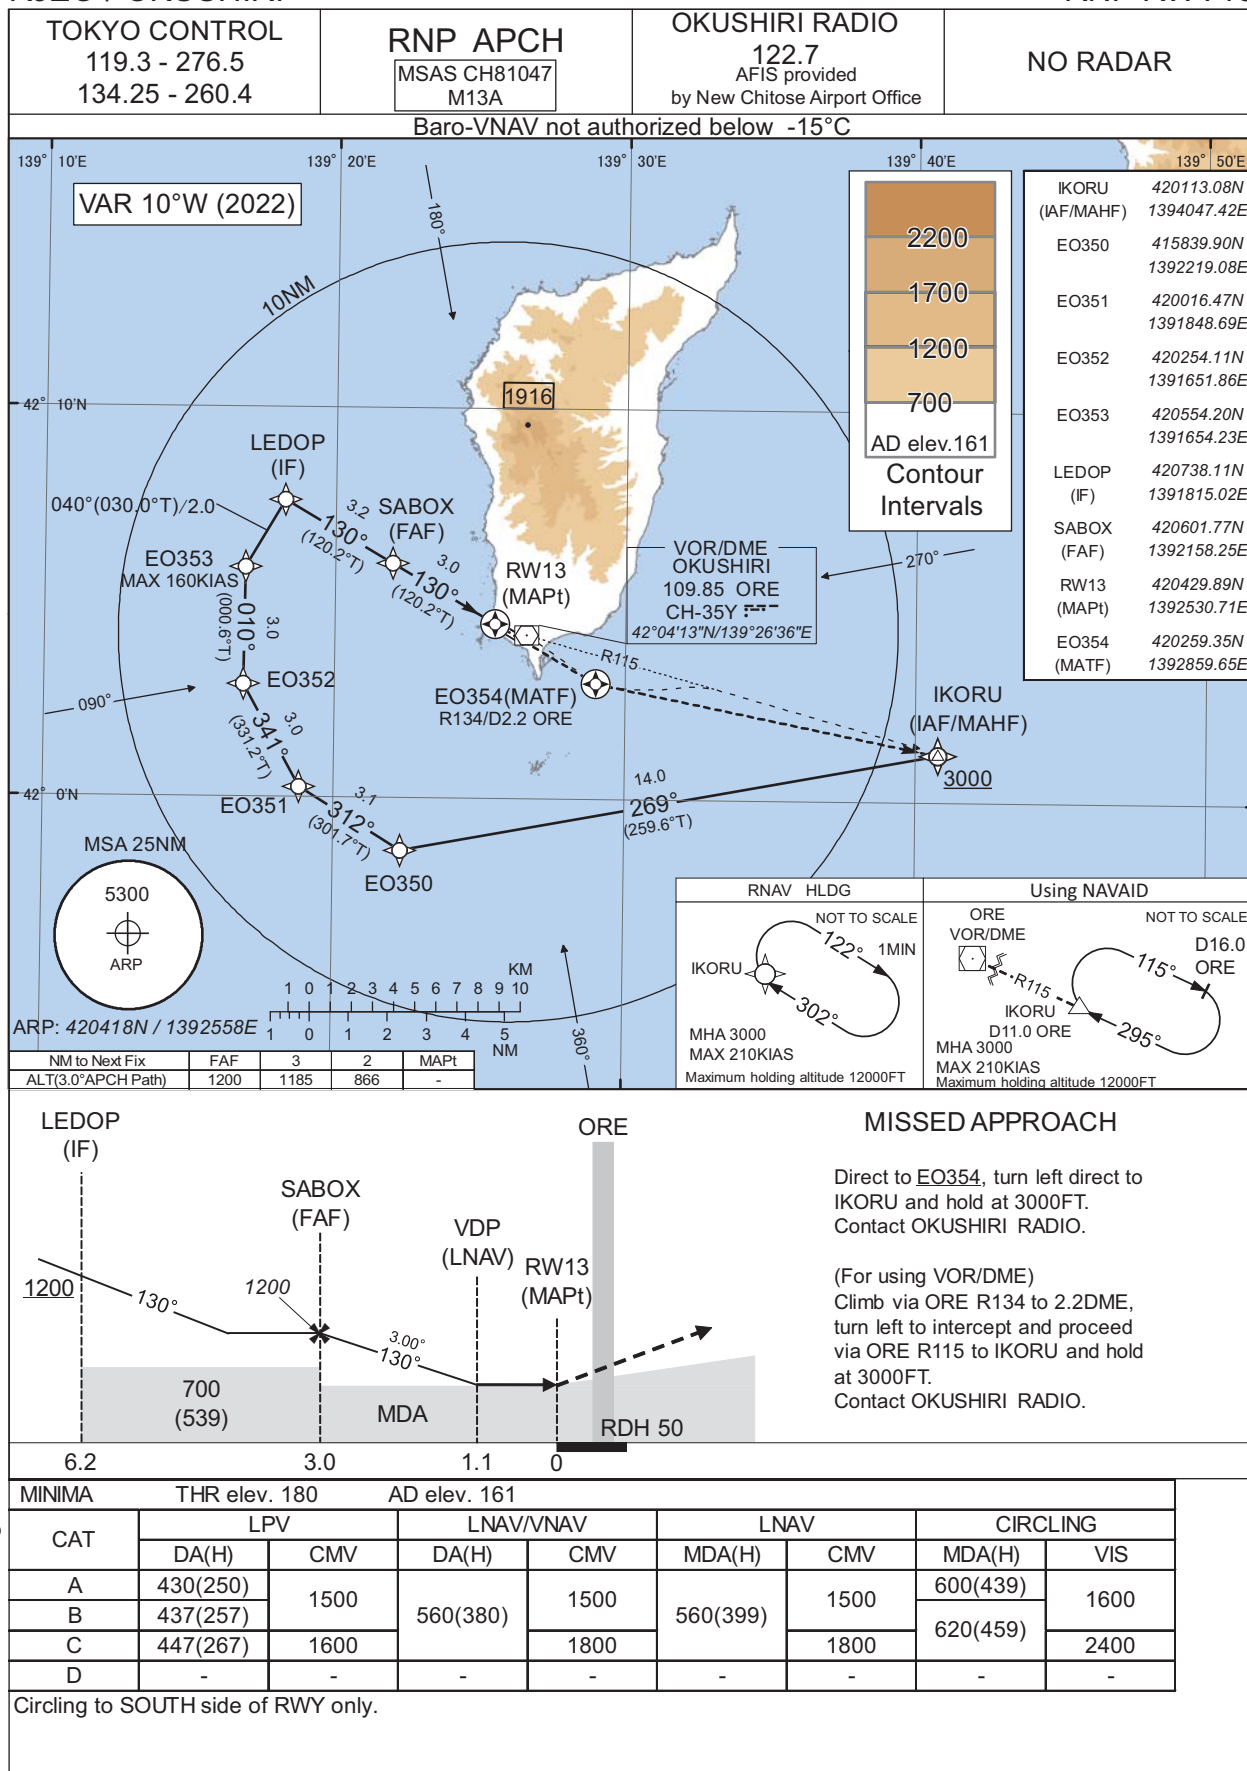 TOKYO CONTROL
119.3 - 276.5
134.25 - 260.4
RNP APCH
MSAS CH81047
M13A
OKUSHIRI RADIO
122.7
AFIS provided
by New Chitose Airport Office
NO RADAR
Baro-VNAV not authorized below -15°C
139° 10'E
139° 20'E
139° 30'E
139° 40'E
139° 50'E
VAR 10°W (2022)
180°
10NM
2200
1700
1200
700
AD elev.161
Contour
Intervals
IKORU 420113.08N
(IAF/MAHF) 1394047.42E
EO350 415839.90N
1392219.08E
EO351 420016.47N
1391848.69E
EO352 420254.11N
1391651.86E
EO353 420554.20N
1391654.23E
LEDOP 420738.11N
(IF) 1391815.02E
SABOX 420601.77N
(FAF) 1392158.25E
RW13 420429.89N
(MAPt) 1392530.71E
EO354 420259.35N
(MATF) 1392859.65E
42° 10'N
1916
LEDOP
(IF)
040°(030.0°T)/2.0
3.2
130°
(120.2°T)
SABOX
(FAF)
EO353
MAX 160KIAS
3.0
130°
(120.2°T)
RW13
(MAPt)
VOR/DME
OKUSHIRI
109.85 ORE
CH-35Y
42°04'13"N/139°26'36"E
270°
3.0
010°
(000.6°T)
R115
EO352
EO354(MATF)
R134/D2.2 ORE
090°
3.0
341°
(331.2°T)
IKORU
(IAF/MAHF)
3000
42° 0'N
EO351
3.1
312°
(301.7°T)
14.0
269°
(259.6°T)
EO350
MSA 25NM
5300
ARP
ARP: 420418N / 1392558E
KM
1 0 1 2 3 4 5 6 7 8 9 10
1 0 1 2 3 4 5
NM
360°
RNAV HLDG
NOT TO SCALE
122° 1MIN
IKORU
302°
MHA 3000
MAX 210KIAS
Maximum holding altitude 12000FT
Using NAVAID
ORE
VOR/DME
NOT TO SCALE
D16.0
ORE
115°
R115
IKORU
D11.0 ORE
295°
MHA 3000
MAX 210KIAS
Maximum holding altitude 12000FT
NM to Next Fix FAF 3 2 MAPt
ALT(3.0°APCH Path) 1200 1185 866 -
LEDOP
(IF)
SABOX
(FAF)
VDP
(LNAV)
RW13
(MAPt)
ORE
1200
130°
1200
3.00°
130°
700
(539)
MDA
RDH 50
6.2 3.0 1.1 0
MISSED APPROACH
Direct to EO354, turn left direct to
IKORU and hold at 3000FT.
Contact OKUSHIRI RADIO.
(For using VOR/DME)
Climb via ORE R134 to 2.2DME,
turn left to intercept and proceed
via ORE R115 to IKORU and hold
at 3000FT.
Contact OKUSHIRI RADIO.
MINIMA THR elev. 180 AD elev. 161
CAT LPV LNAV/VNAV LNAV CIRCLING
DA(H) CMV DA(H) CMV MDA(H) CMV MDA(H) VIS
A 430(250) 1500 560(380) 1500 560(399) 1500 600(439) 1600
B 437(257) 620(459)
C 447(267) 1600 1800 1800 2400
D - - - - - - - -
Circling to SOUTH side of RWY only.